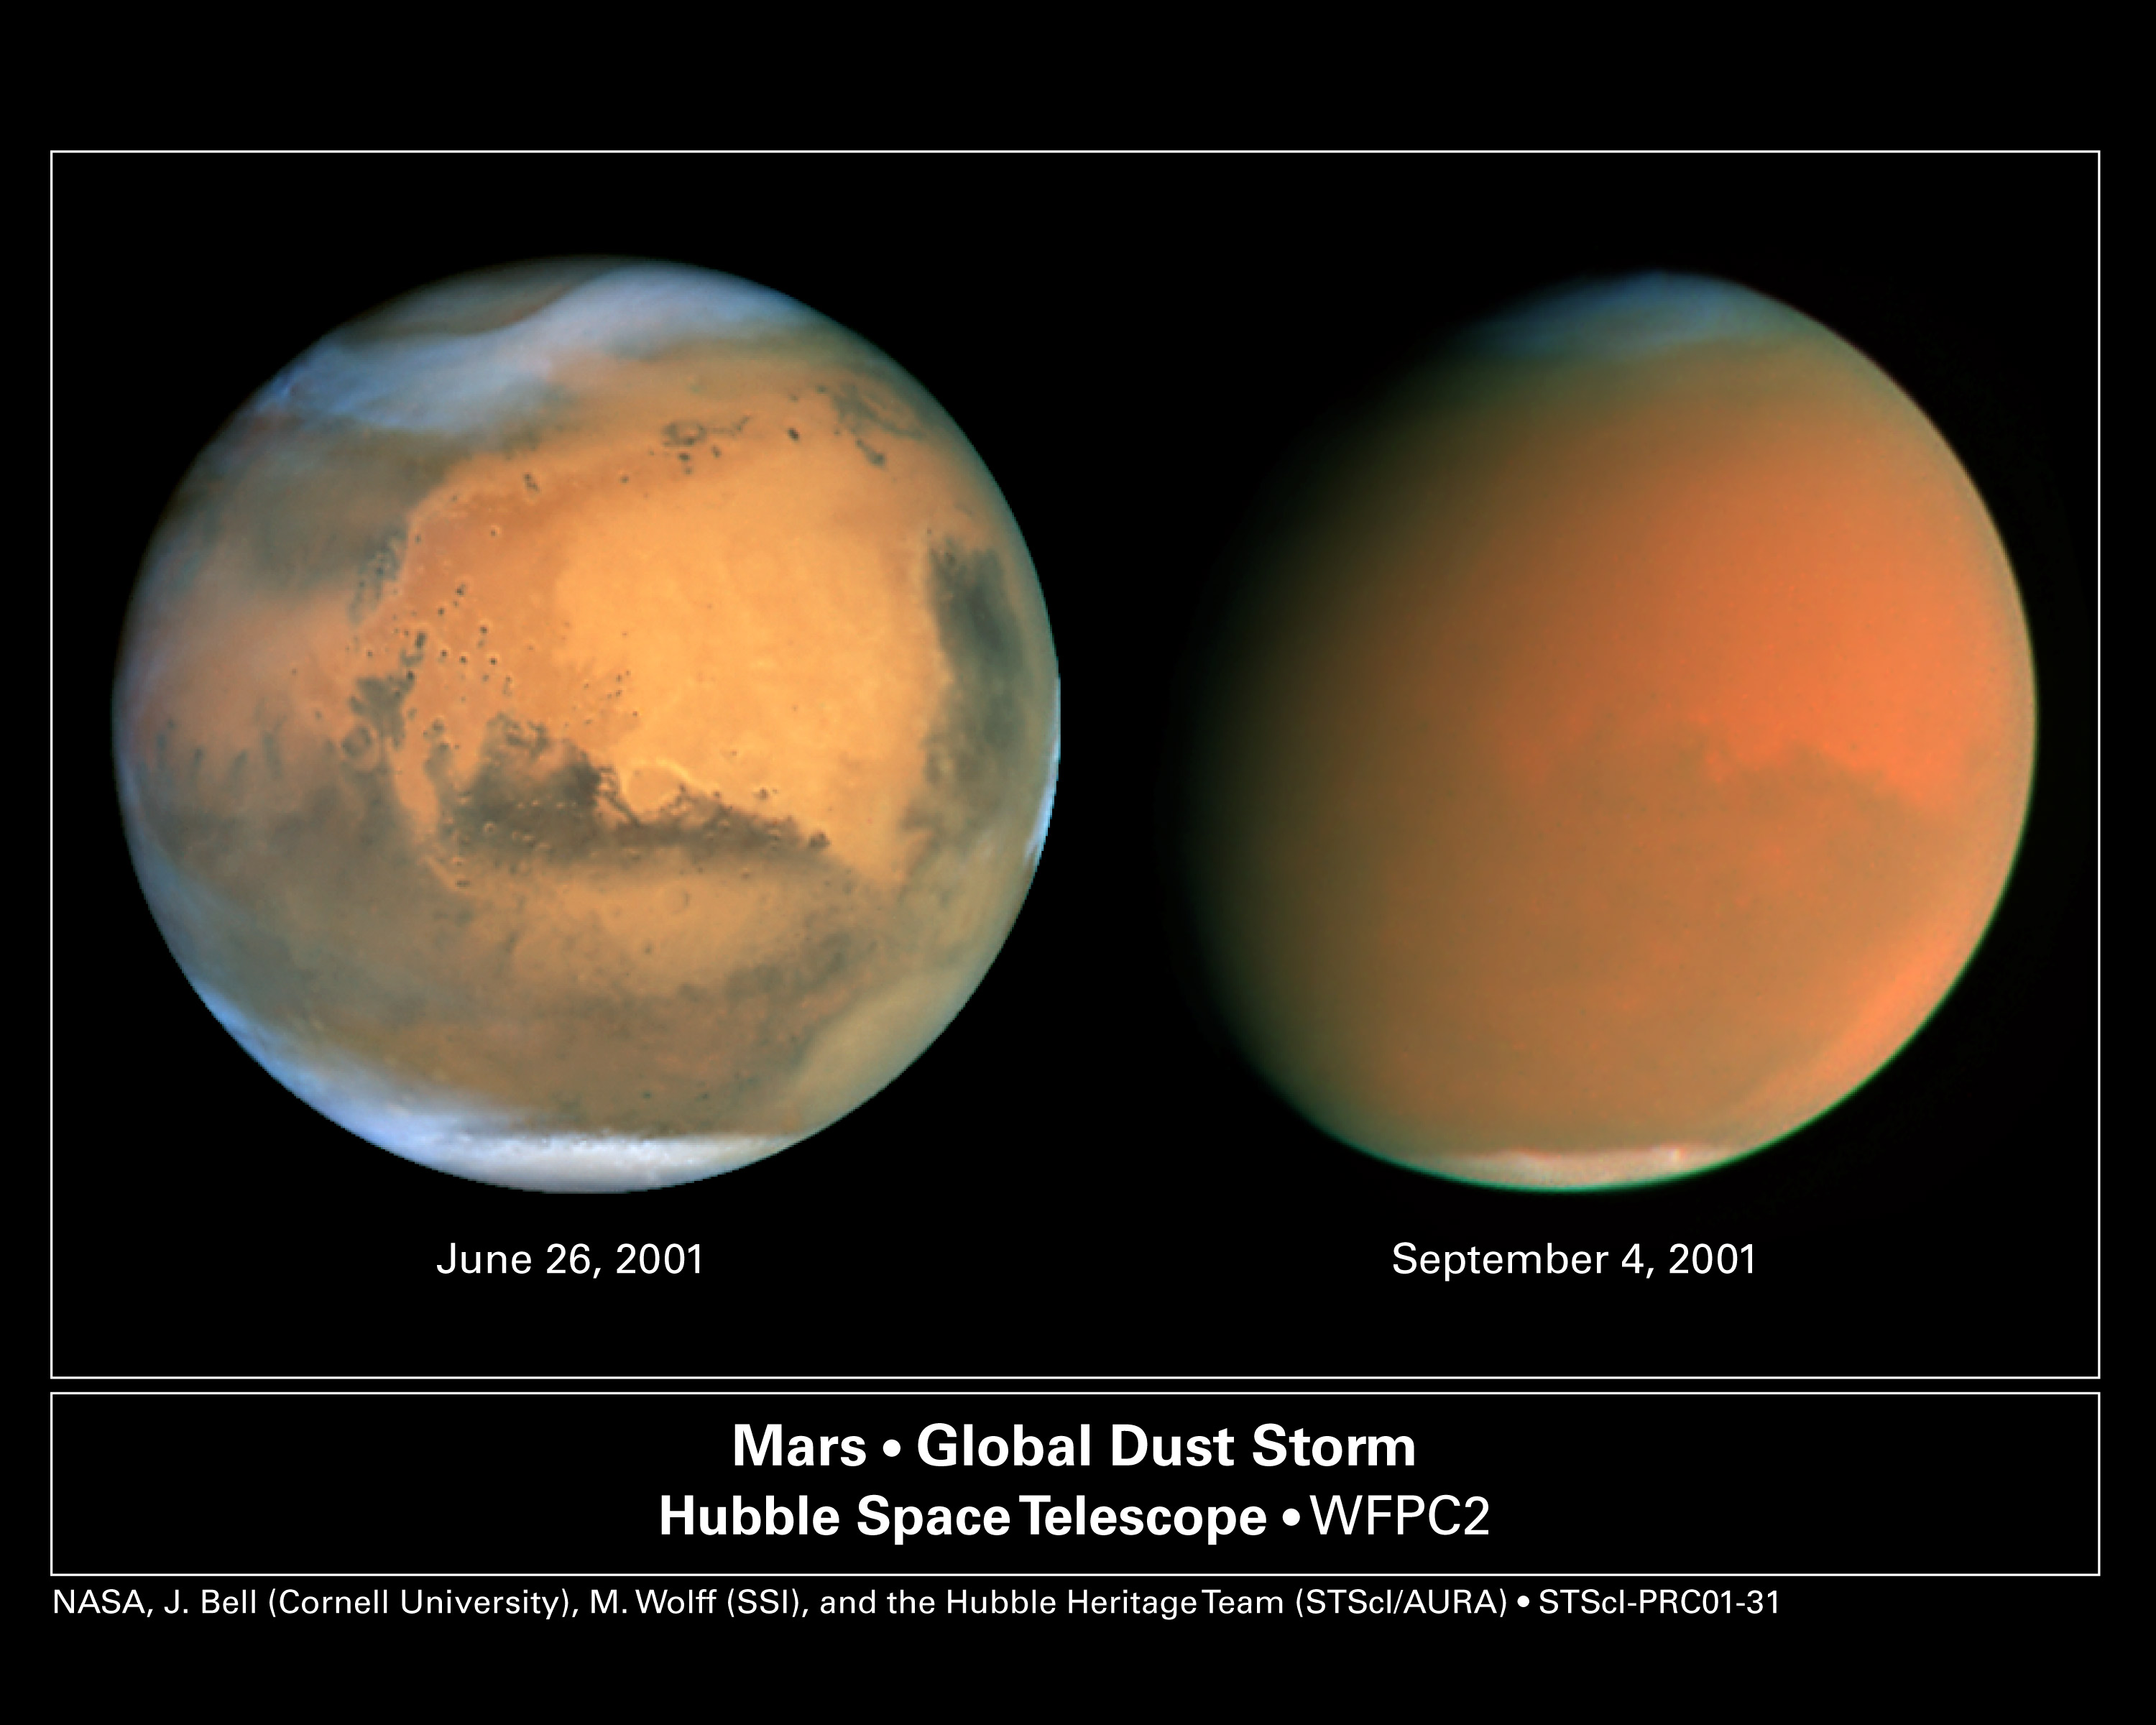 June 26, 2001
September 4, 2001
Mars • Global Dust Storm
Hubble Space Telescope • WFPC2
NASA, J. Bell (Cornell University), M. Wolff (SSI), and the Hubble Heritage Team (STScI/AURA) • STScI-PRC01-31